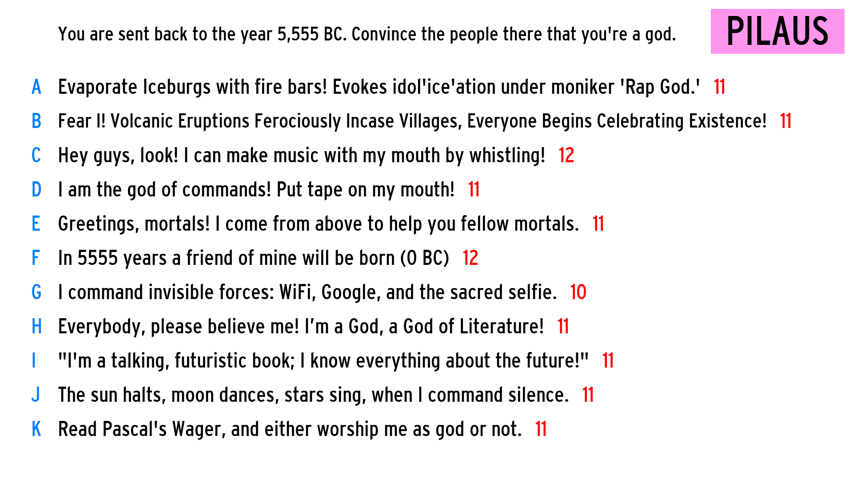 You are sent back to the year 5,555 BC. Convince the people there that you're a god.
PILAUS
A Evaporate Iceburgs with fire bars! Evokes idol'ice'ation under moniker 'Rap God.' 11
B Fear I! Volcanic Eruptions Ferociously Incase Villages, Everyone Begins Celebrating Existence! 11
C Hey guys, look! I can make music with my mouth by whistling! 12
D I am the god of commands! Put tape on my mouth! 11
E Greetings, mortals! I come from above to help you fellow mortals. 11
F In 5555 years a friend of mine will be born (0 BC) 12
G I command invisible forces: WiFi, Google, and the sacred selfie. 10
H Everybody, please believe me! I’m a God, a God of Literature! 11
I "I'm a talking, futuristic book; I know everything about the future!" 11
J The sun halts, moon dances, stars sing, when I command silence. 11
K Read Pascal's Wager, and either worship me as god or not. 11